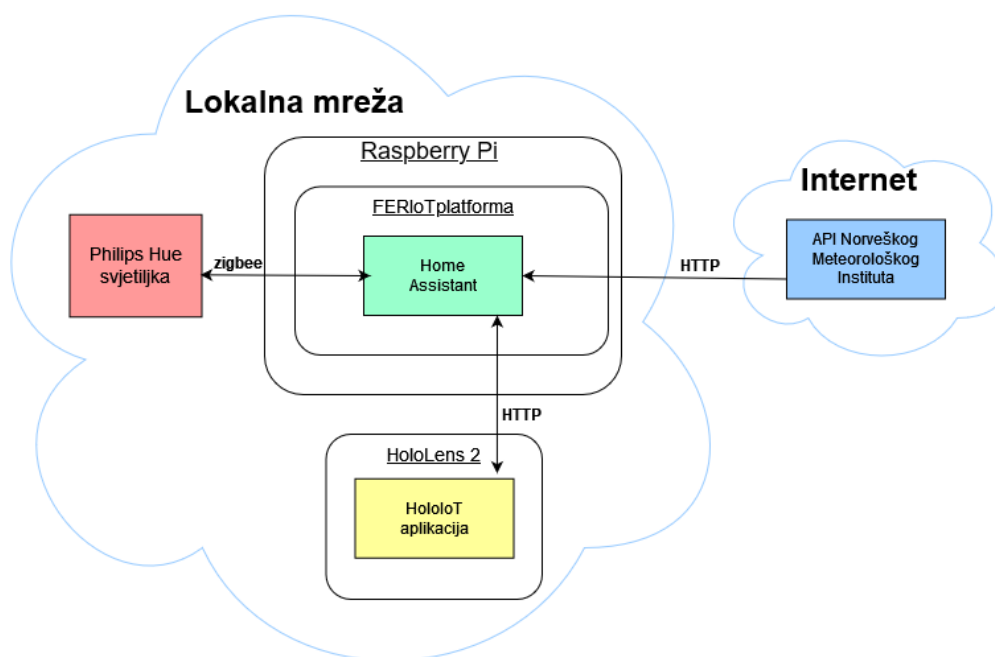 Lokalna mreža
Raspberry Pi
FERIoTplatforma
Philips Hue
svjetiljka
zigbee
Home
Assistant
HTTP
Internet
API Norveškog
Meteorološkog
Instituta
HTTP
HoloLens 2
HoloIoT
aplikacija